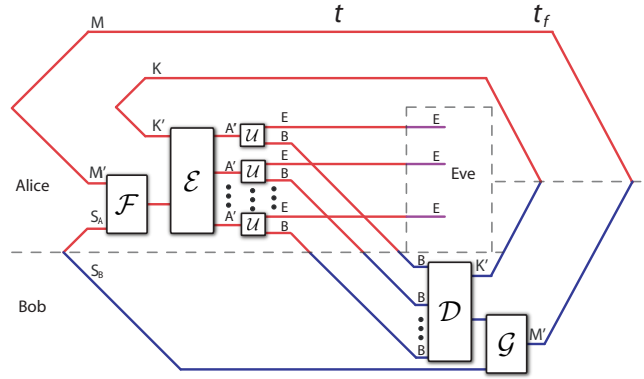 M t t_f
K
E
K' A' U B
E
M' A' U B Eve E
Alice F E
S_A A' U E B E
S_B B K'
Bob B D
B G M'